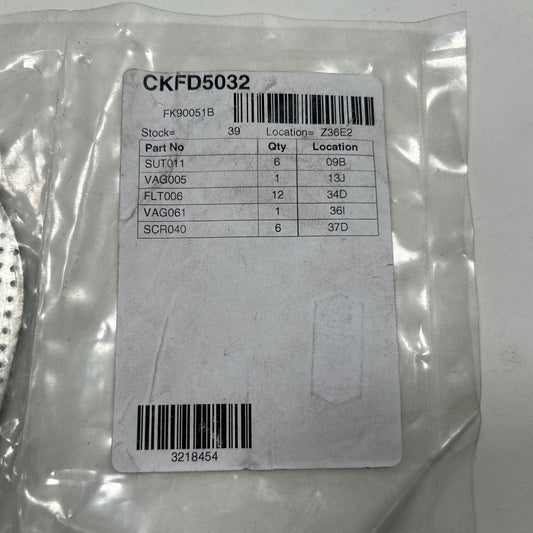 CKFD5032
FK90051B
Stock= 39 Location= Z36E2
Part No Qty Location
SUT011 6 09B
VAG005 1 13J
FLT006 12 34D
VAG061 1 36I
SCR040 6 37D
3218454